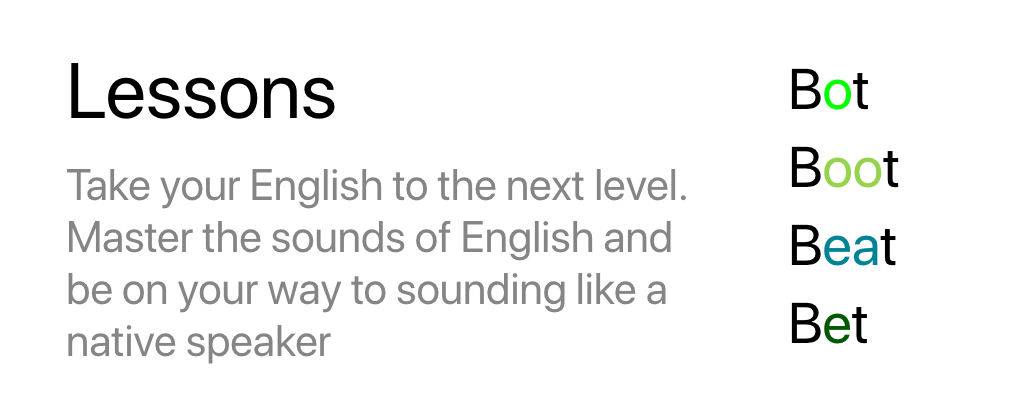 Lessons
Take your English to the next level.
Master the sounds of English and
be on your way to sounding like a
native speaker
Bot
Boot
Beat
Bet